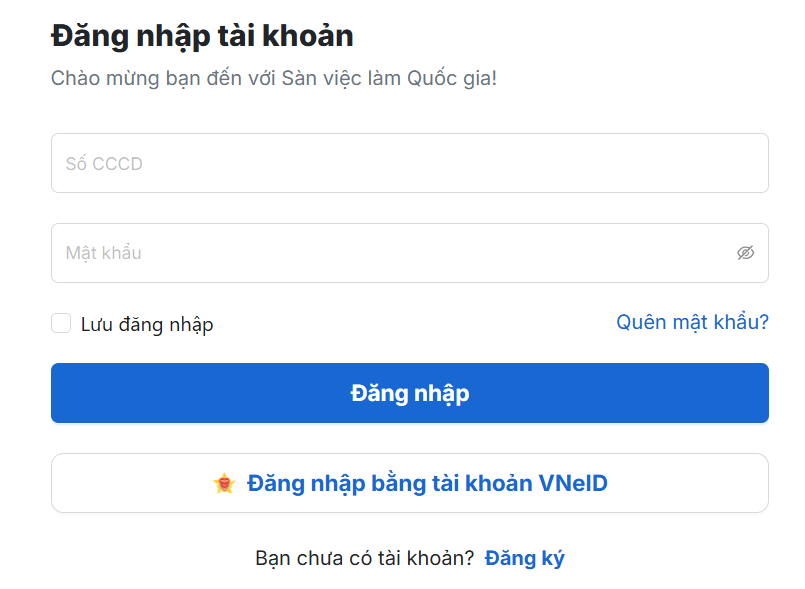 Đăng nhập tài khoản
Chào mừng bạn đến với Sàn việc làm Quốc gia!
Số CCCD
Mật khẩu
Lưu đăng nhập
Quên mật khẩu?
Đăng nhập
Đăng nhập bằng tài khoản VNeID
Bạn chưa có tài khoản? Đăng ký